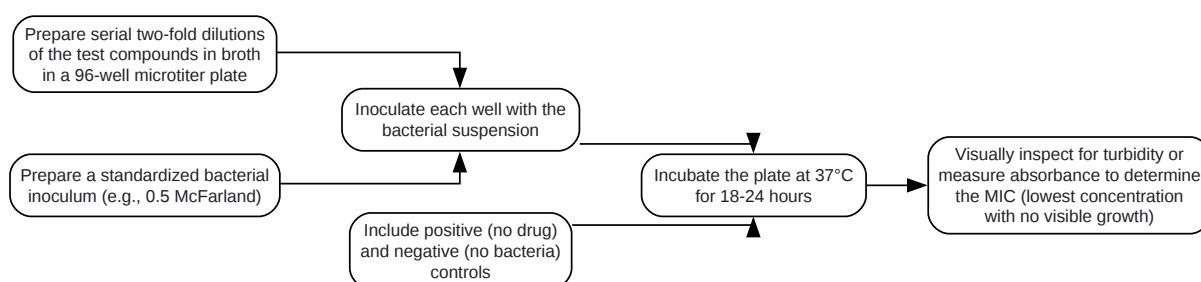 Prepare serial two-fold dilutions
of the test compounds in broth
in a 96-well microtiter plate
Inoculate each well with the
bacterial suspension
Prepare a standardized bacterial
inoculum (e.g., 0.5 McFarland)
Include positive (no drug)
and negative (no bacteria)
controls
Incubate the plate at 37°C
for 18-24 hours
Visually inspect for turbidity or
measure absorbance to determine
the MIC (lowest concentration
with no visible growth)